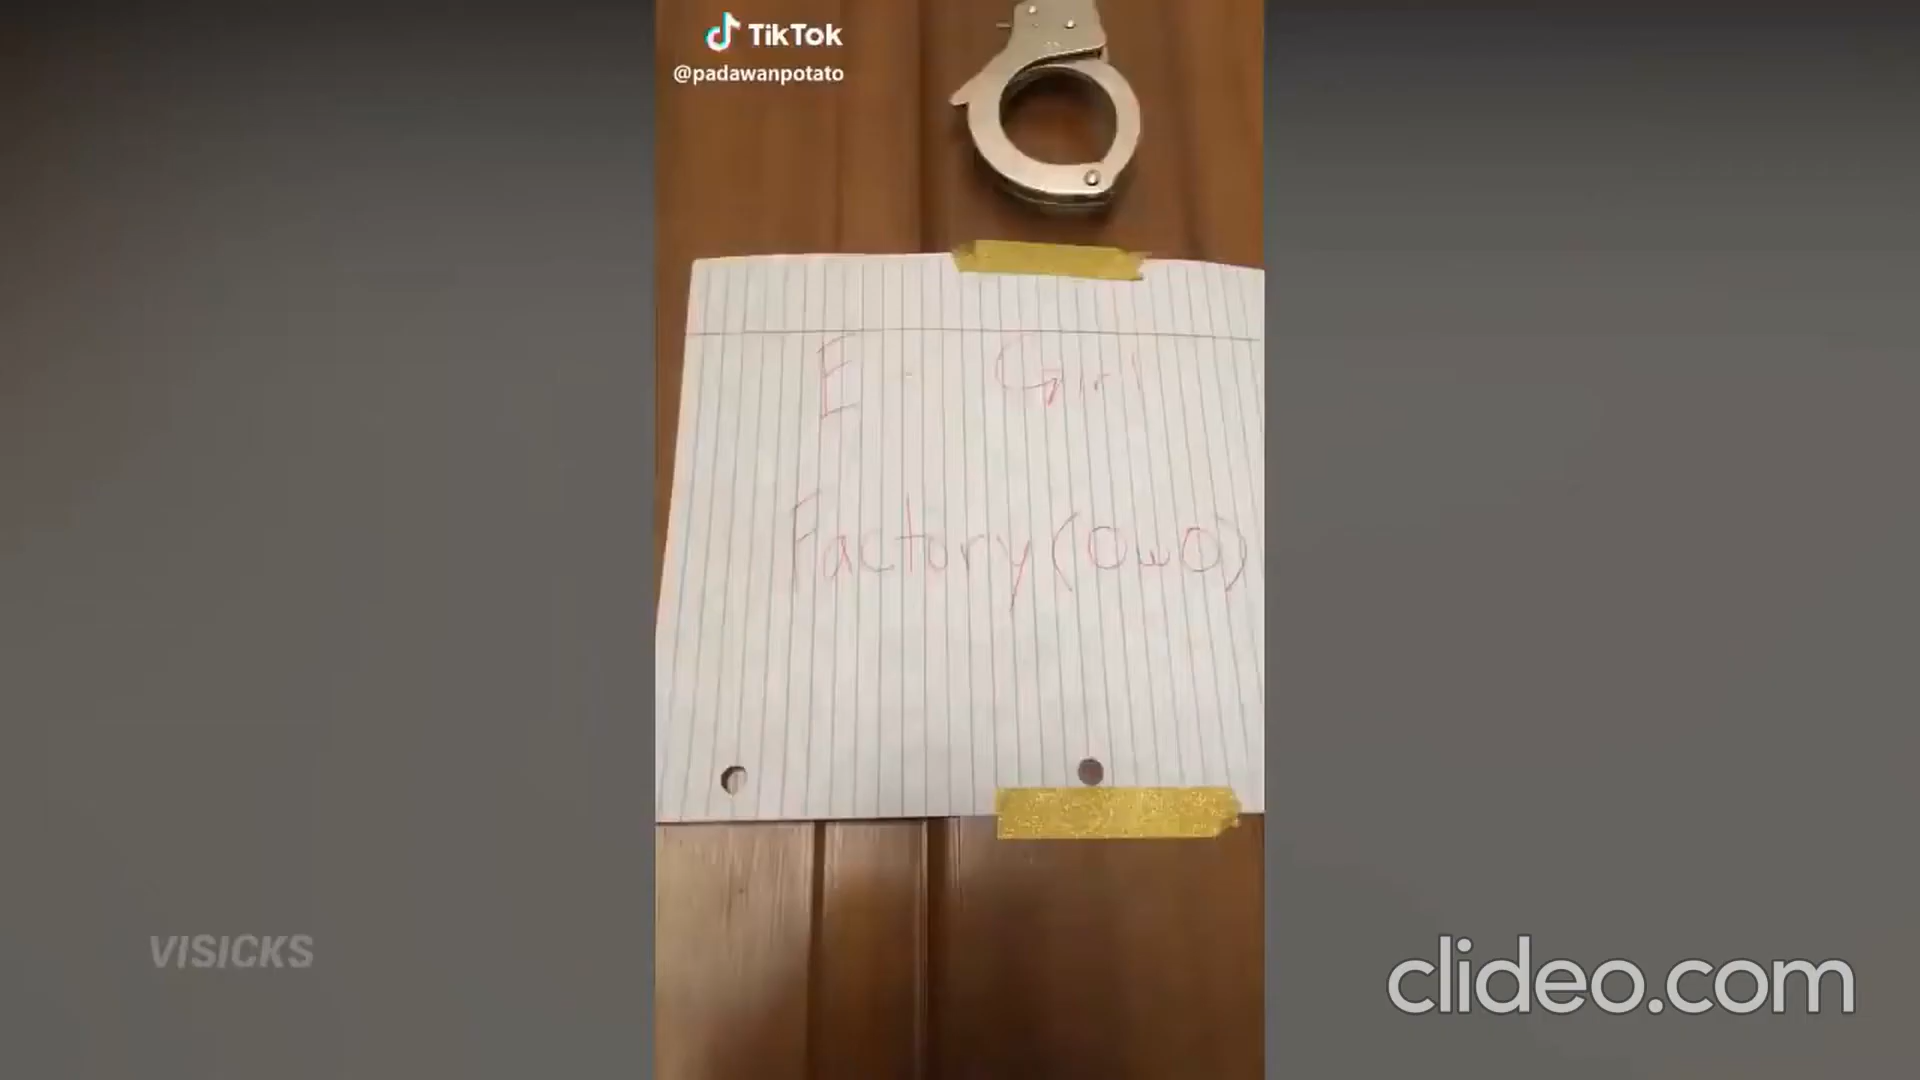 TikTok
@padawanpotato
E - Girl
Factory (OwO)
VISICKS
clideo.com